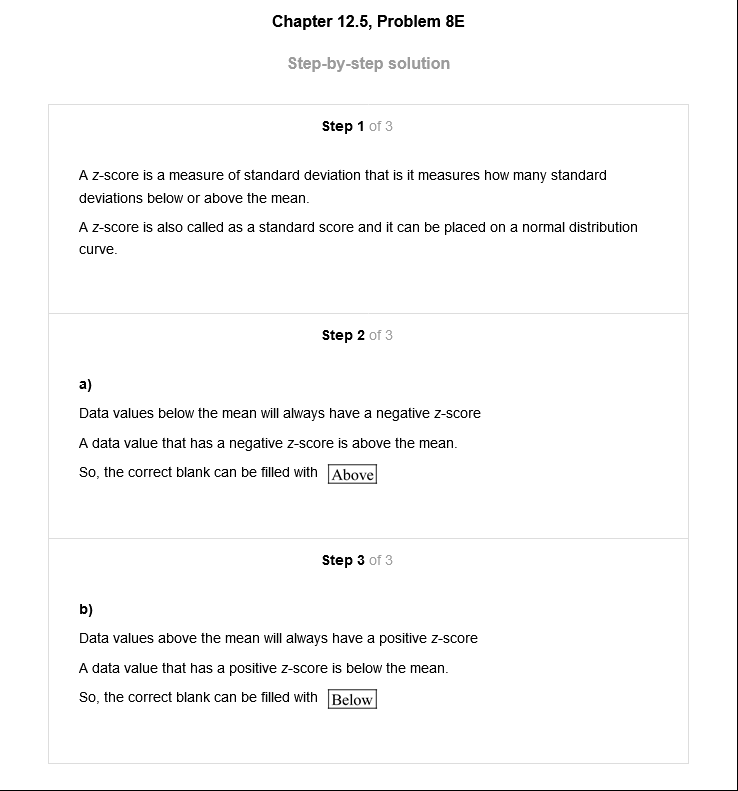 Chapter 12.5, Problem 8E
Step-by-step solution
Step 1 of 3
A z-score is a measure of standard deviation that is it measures how many standard
deviations below or above the mean.
A z-score is also called as a standard score and it can be placed on a normal distribution
curve.
Step 2 of 3
a)
Data values below the mean will always have a negative z-score
A data value that has a negative z-score is above the mean.
So, the correct blank can be filled with Above
Step 3 of 3
b)
Data values above the mean will always have a positive z-score
A data value that has a positive z-score is below the mean.
So, the correct blank can be filled with Below